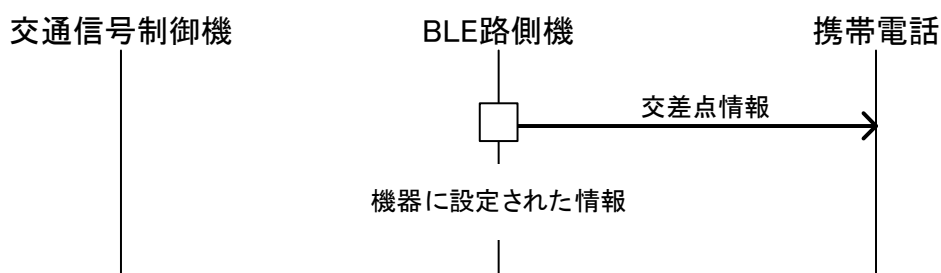 交通信号制御機
BLE路側機
携帯電話
交差点情報
機器に設定された情報